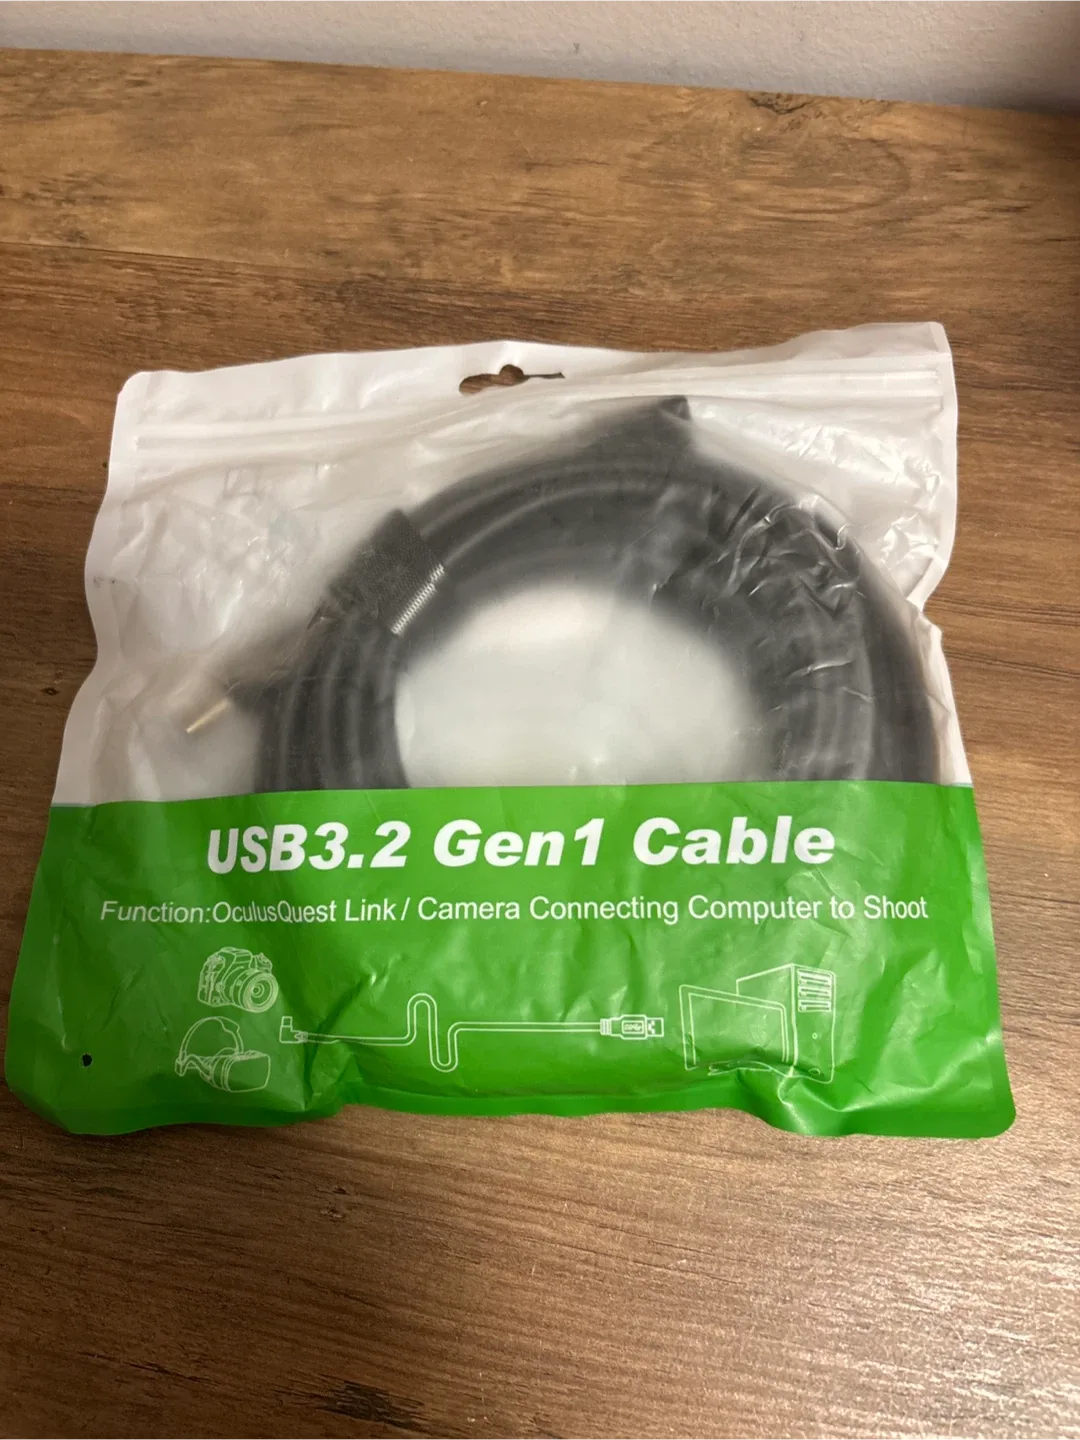 USB3.2 Gen1 Cable
Function:OculusQuest Link / Camera Connecting Computer to Shoot